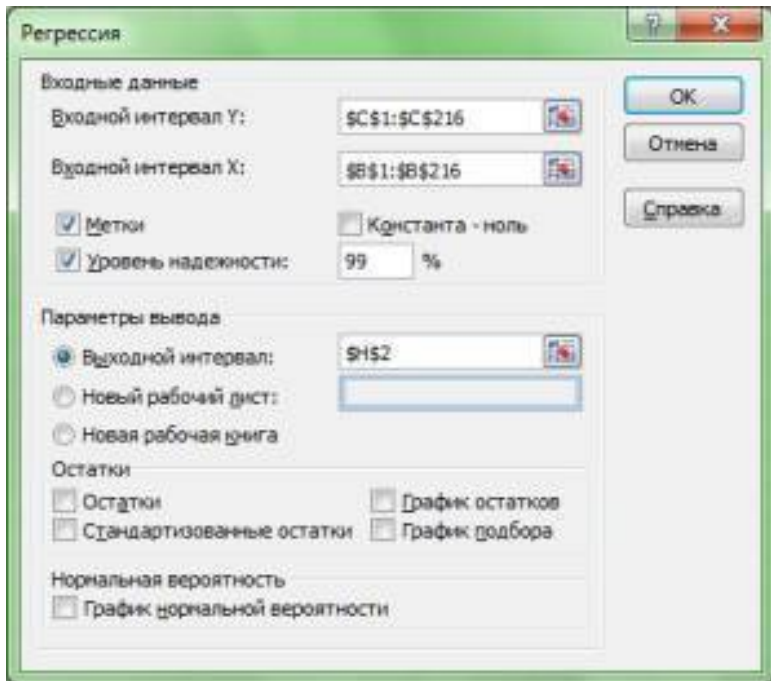 Регрессия
Входные данные
Входной интервал Y: $C$1:$C$216
Входной интервал X: $B$1:$B$216
Метки Константа - ноль
Уровень надежности: 99 %
OK
Отмена
Справка
Параметры вывода
Выходной интервал: $H$2
Новый рабочий лист:
Новая рабочая книга
Остатки
Остатки График остатков
Стандартизованные остатки График подбора
Нормальная вероятность
График нормальной вероятности